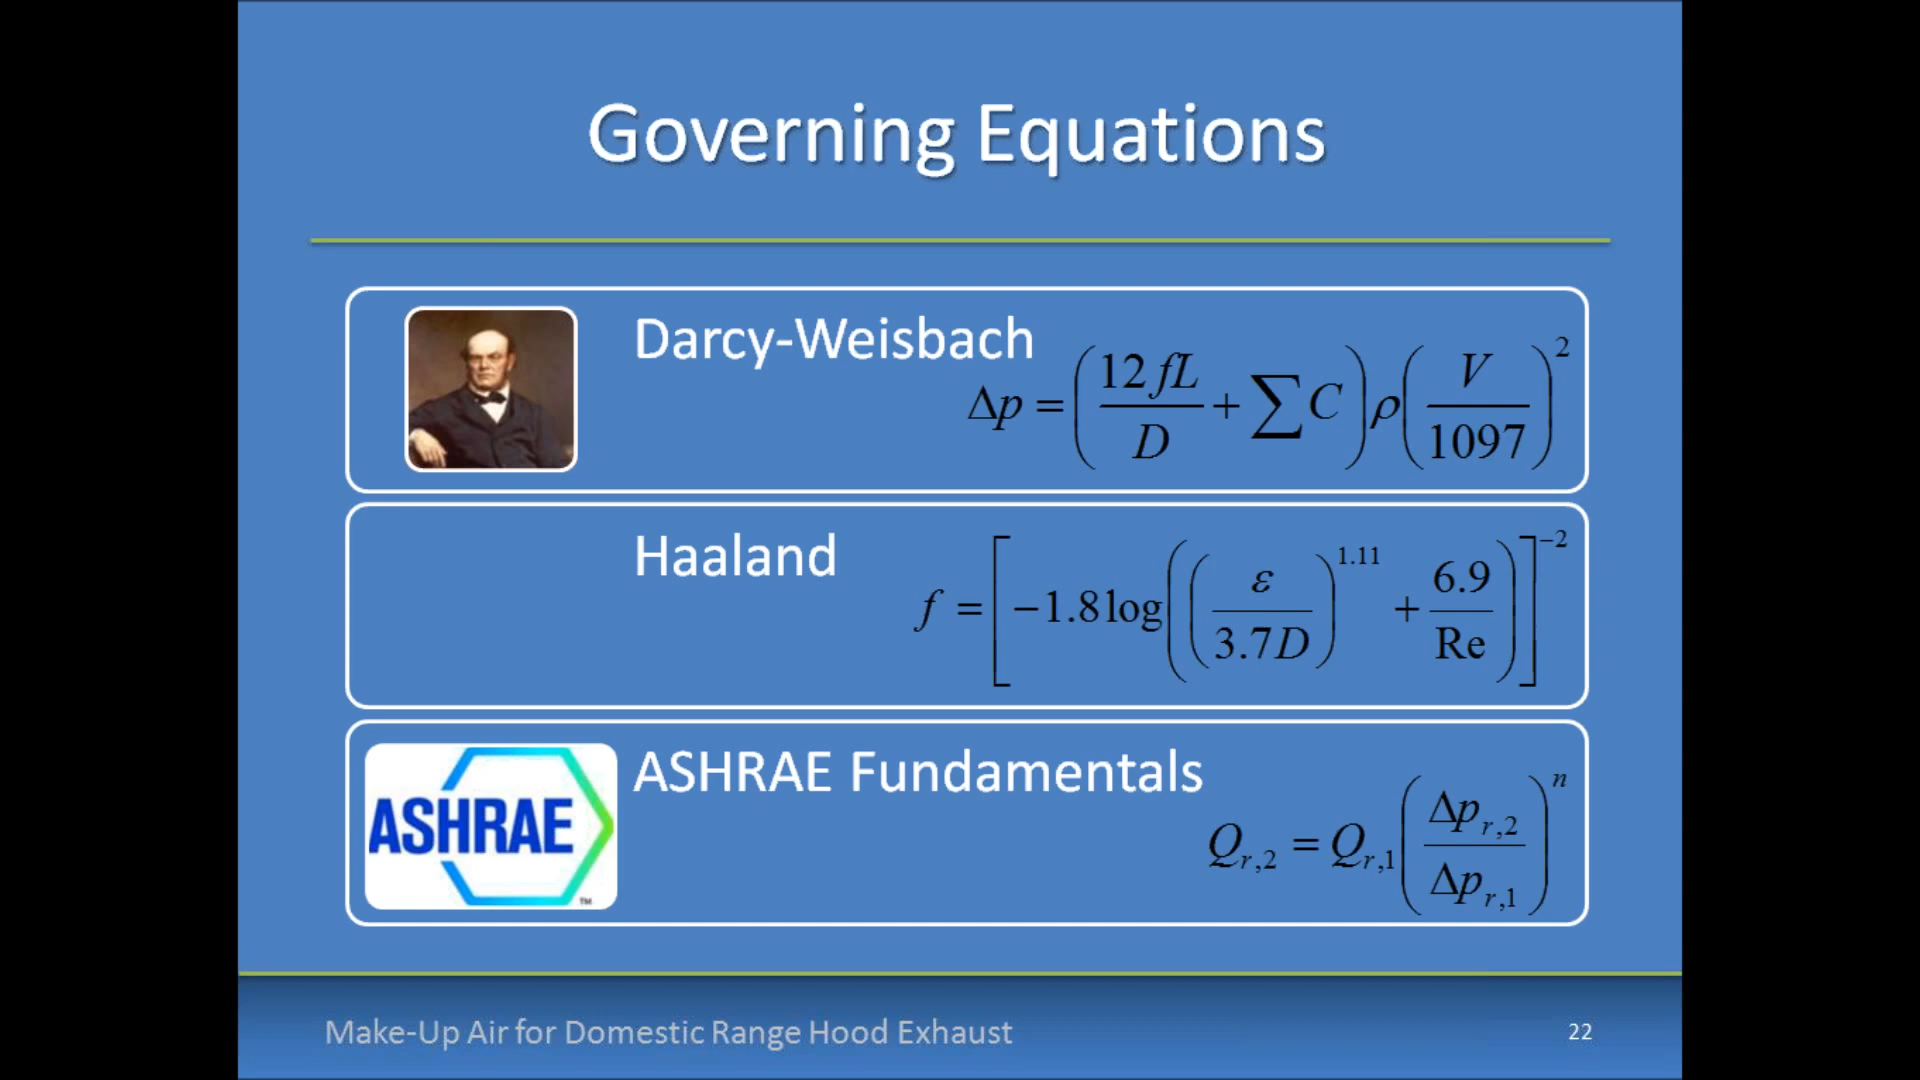 Governing Equations
Darcy-Weisbach
Δp = (12fL/D + ∑C) ρ (V/1097)²
Haaland
f = [−1.8 log((ε/3.7D)^1.11 + 6.9/Re)]^−2
ASHRAE
™
ASHRAE Fundamentals
Q_r,2 = Q_r,1 (Δp_r,2/Δp_r,1)^n
Make-Up Air for Domestic Range Hood Exhaust
22